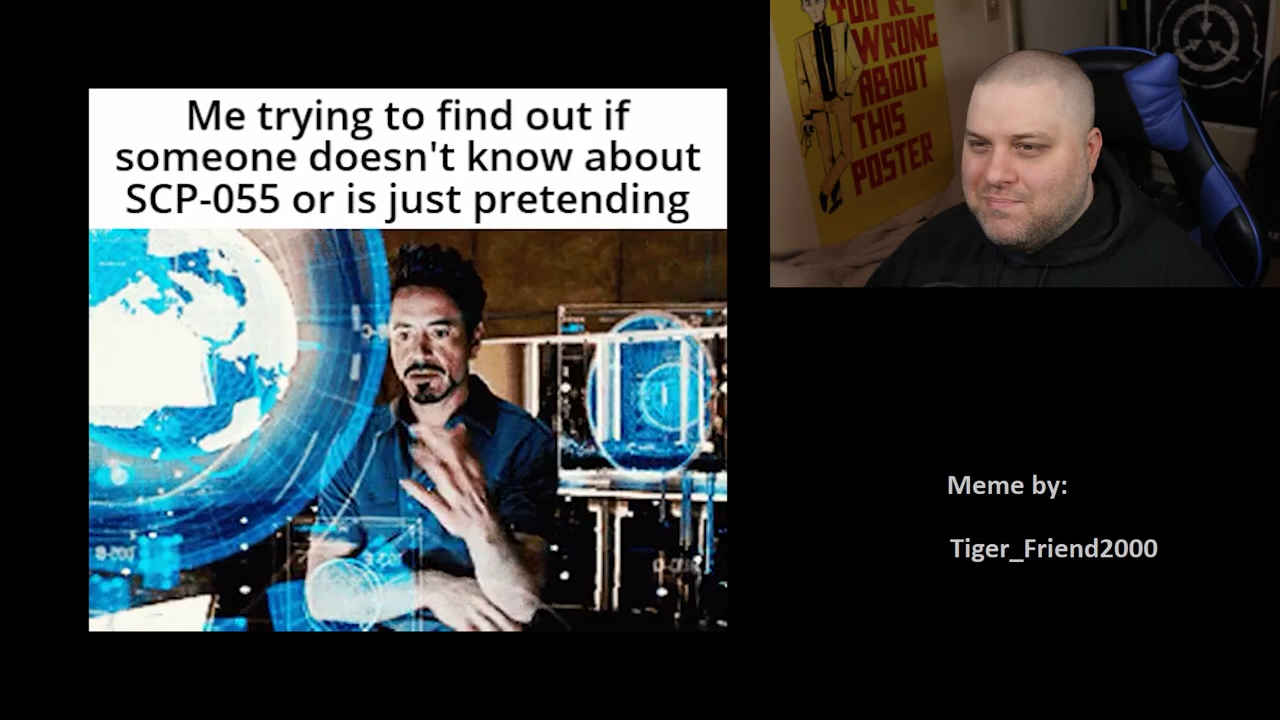 Me trying to find out if
someone doesn't know about
SCP-055 or is just pretending
YOU'RE
WRONG
ABOUT
THIS
POSTER
Meme by:
Tiger_Friend2000